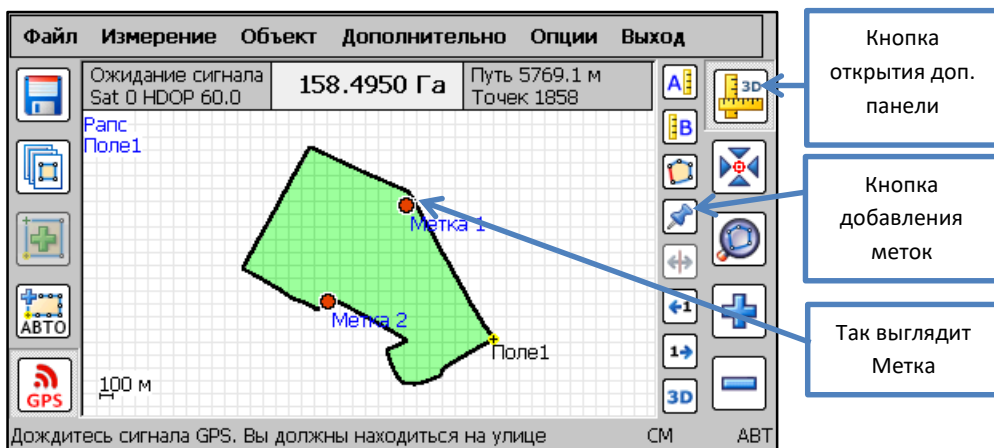 Файл Измерение Объект Дополнительно Опции Выход
Ожидание сигнала
Sat 0 HDOP 60.0
158.4950 Га
Путь 5769.1 м
Точек 1858
Рапс
Поле1
Метка 1
Метка 2
Поле1
100 м
АВТО
GPS
A
B
1
1
3D
3D
Дождитесь сигнала GPS. Вы должны находиться на улице СМ АВТ
Кнопка
открытия доп.
панели
Кнопка
добавления
меток
Так выглядит
Метка